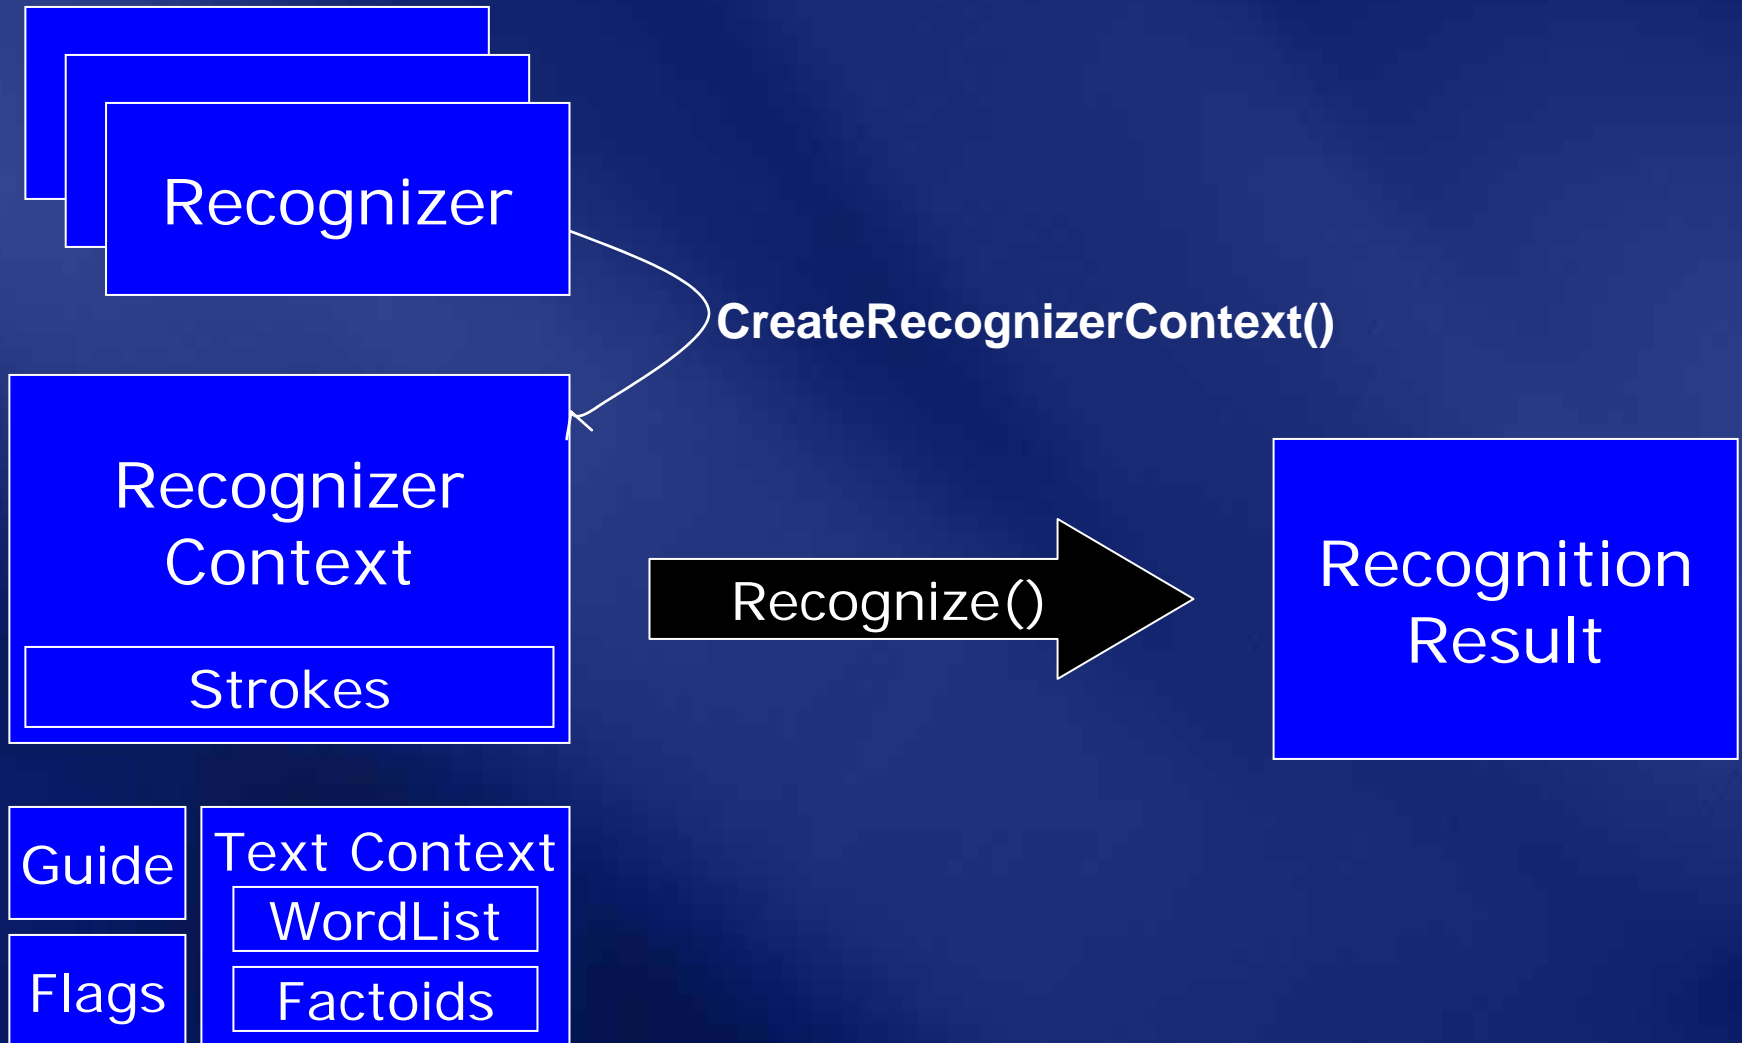 Recognizer
CreateRecognizerContext()
Recognizer
Context
Strokes
Recognize()
Recognition
Result
Guide
Flags
Text Context
WordList
Factoids